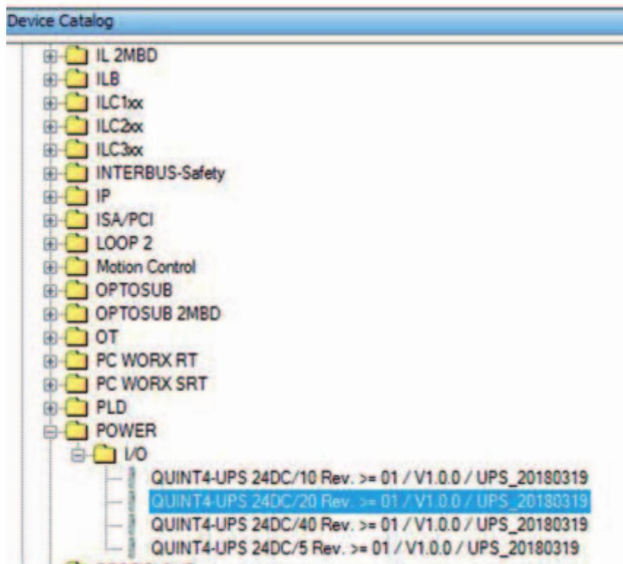 Device Catalog
IL 2MBD
ILB
ILC1xx
ILC2xx
ILC3xx
INTERBUS-Safety
IP
ISA/PCI
LOOP 2
Motion Control
OPTOSUB
OPTOSUB 2MBD
OT
PC WORX RT
PC WORX SRT
PLD
POWER
I/O
QUINT4-UPS 24DC/10 Rev. >= 01 / V1.0.0 / UPS_20180319
QUINT4-UPS 24DC/20 Rev. >= 01 / V1.0.0 / UPS_20180319
QUINT4-UPS 24DC/40 Rev. >= 01 / V1.0.0 / UPS_20180319
QUINT4-UPS 24DC/5 Rev. >= 01 / V1.0.0 / UPS_20180319